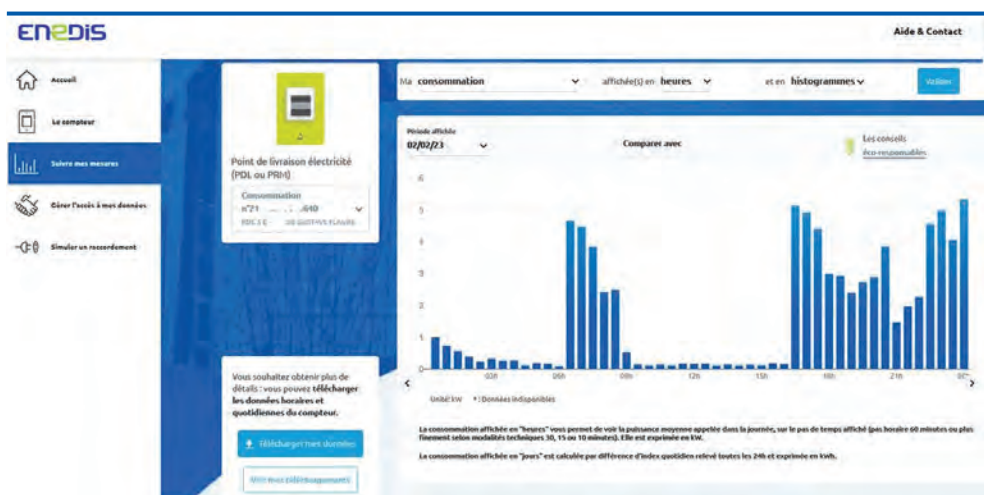 ENEDIS
Aide & Contact
Accueil
Le compteur
Suivre mes mesures
Gérer l'accès à mes données
Simuler un raccordement
Point de livraison électricité
(PDL ou PRM)
Consommation
n°21 640
Vous souhaitez obtenir plus de
détails : vous pouvez télécharger
les données horaires et
quotidiennes du compteur.
Télécharger mes données
Voir mes téléchargements
Ma consommation
affichée(s) en heures
et en histogrammes
Valider
Période affichée
02/02/23
Comparer avec
Les conseils
éco-responsables
6
5
4
3
2
1
0
03h 06h 09h 12h 15h 18h 21h
Unité: kW * : Données indisponibles
La consommation affichée en "heures" vous permet de voir la puissance moyenne appelée dans la journée, sur le pas de temps affiché (pas horaire 60 minutes ou plus
finement selon modalités techniques 30, 15 ou 10 minutes). Elle est exprimée en kW.
La consommation affichée en "jours" est calculée par différence d'index quotidien relevé toutes les 24h et exprimée en kWh.